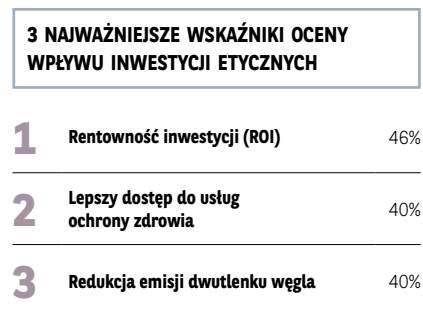 3 NAJWAŻNIEJSZE WSKAŹNIKI OCENY
WPŁYWU INWESTYCJI ETYCZNYCH
1 Rentowność inwestycji (ROI) 46%
2 Lepszy dostęp do usług
ochrony zdrowia 40%
3 Redukcja emisji dwutlenku węgla 40%